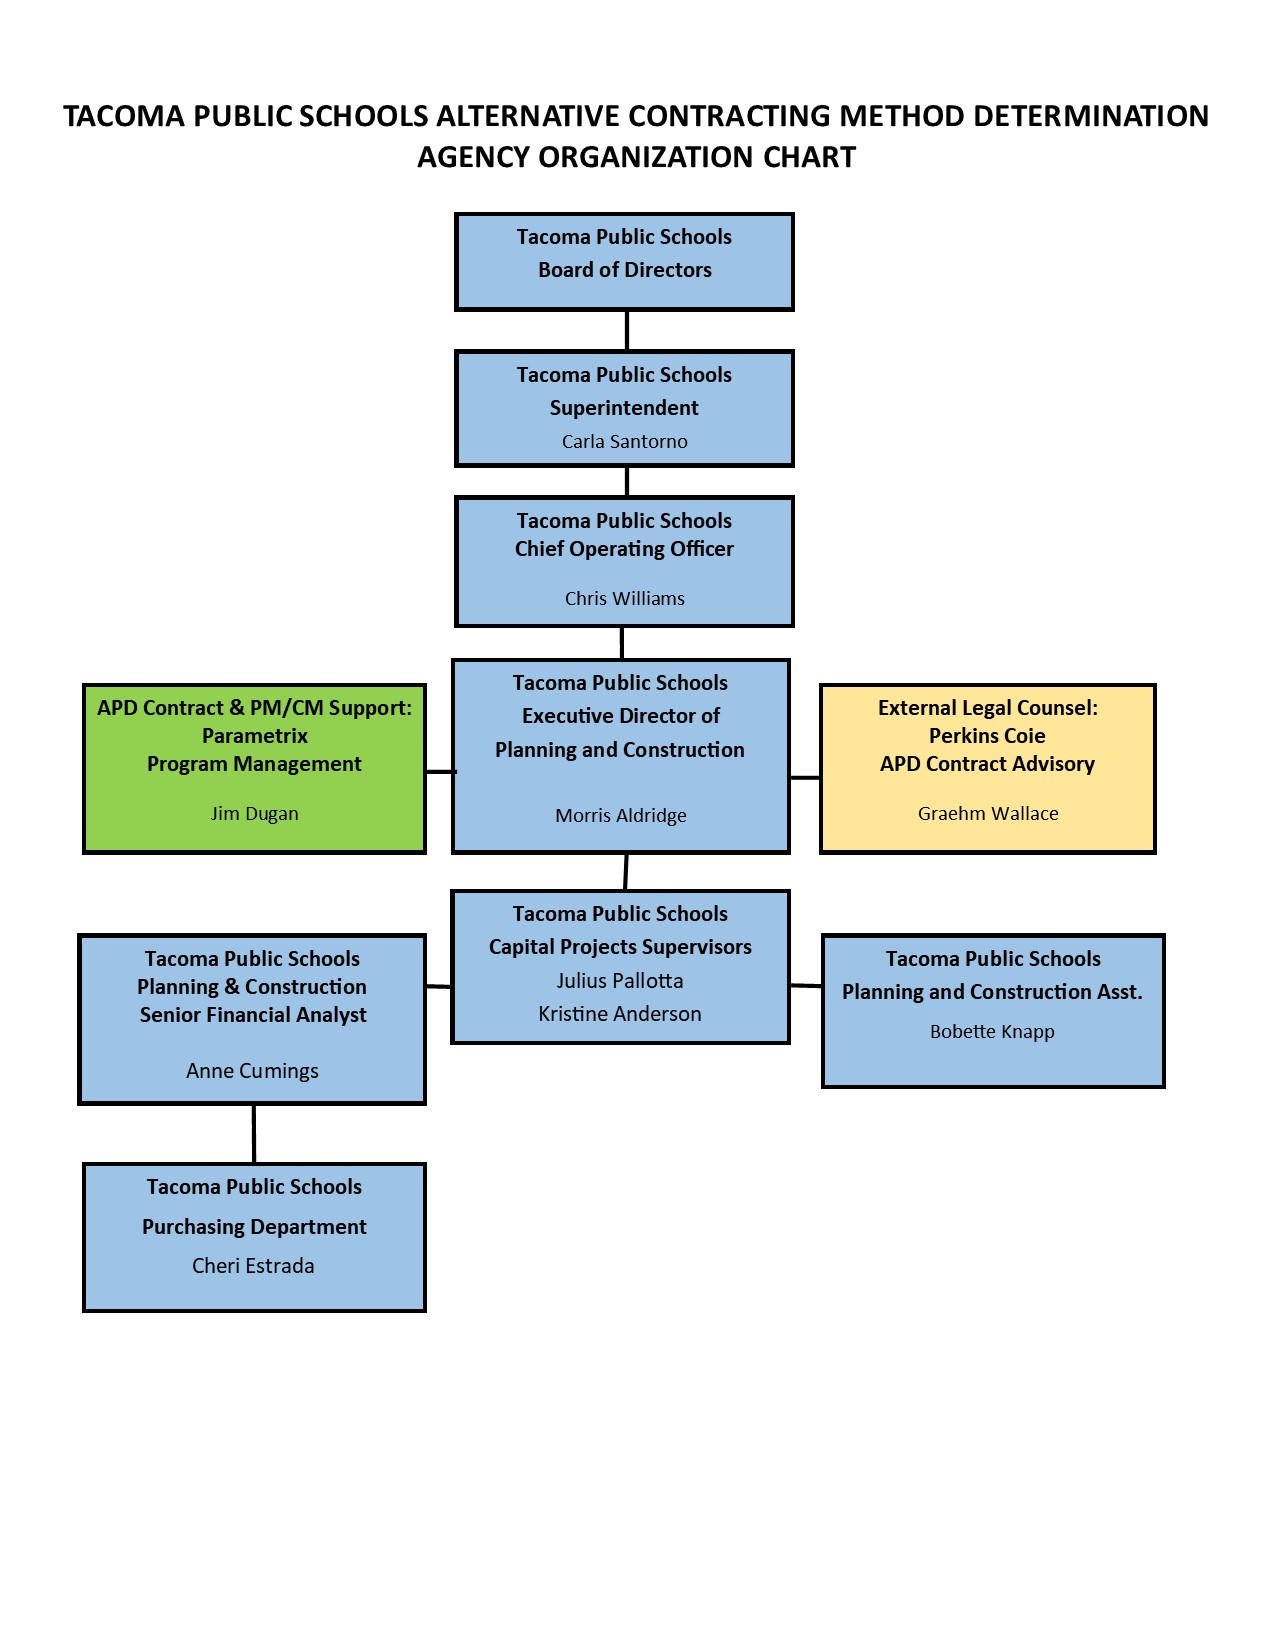 TACOMA PUBLIC SCHOOLS ALTERNATIVE CONTRACTING METHOD DETERMINATION
AGENCY ORGANIZATION CHART
Tacoma Public Schools
Board of Directors
Tacoma Public Schools
Superintendent
Carla Santorno
Tacoma Public Schools
Chief Operating Officer
Chris Williams
APD Contract & PM/CM Support:
Parametrix
Program Management
Jim Dugan
Tacoma Public Schools
Executive Director of
Planning and Construction
Morris Aldridge
External Legal Counsel:
Perkins Coie
APD Contract Advisory
Graehm Wallace
Tacoma Public Schools
Planning & Construction
Senior Financial Analyst
Anne Cumings
Tacoma Public Schools
Capital Projects Supervisors
Julius Pallotta
Kristine Anderson
Tacoma Public Schools
Planning and Construction Asst.
Bobette Knapp
Tacoma Public Schools
Purchasing Department
Cheri Estrada